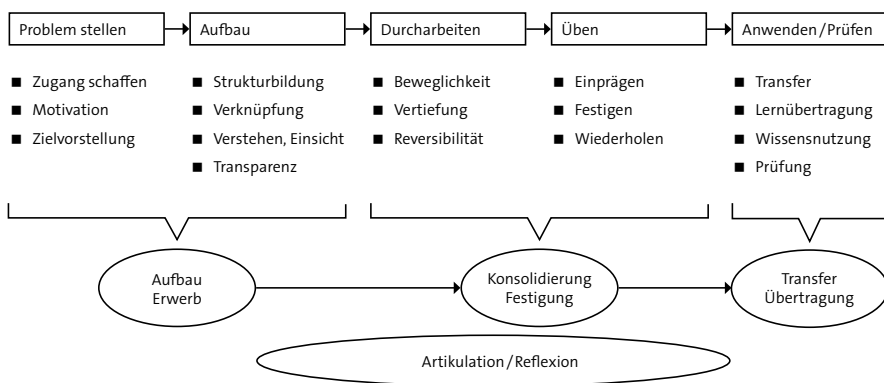 Problem stellen
Aufbau
Durcharbeiten
Üben
Anwenden/Prüfen
■ Zugang schaffen
■ Motivation
■ Zielvorstellung
■ Strukturbildung
■ Verknüpfung
■ Verstehen, Einsicht
■ Transparenz
■ Beweglichkeit
■ Vertiefung
■ Reversibilität
■ Einprägen
■ Festigen
■ Wiederholen
■ Transfer
■ Lernübertragung
■ Wissensnutzung
■ Prüfung
Aufbau
Erwerb
Konsolidierung
Festigung
Transfer
Übertragung
Artikulation/Reflexion